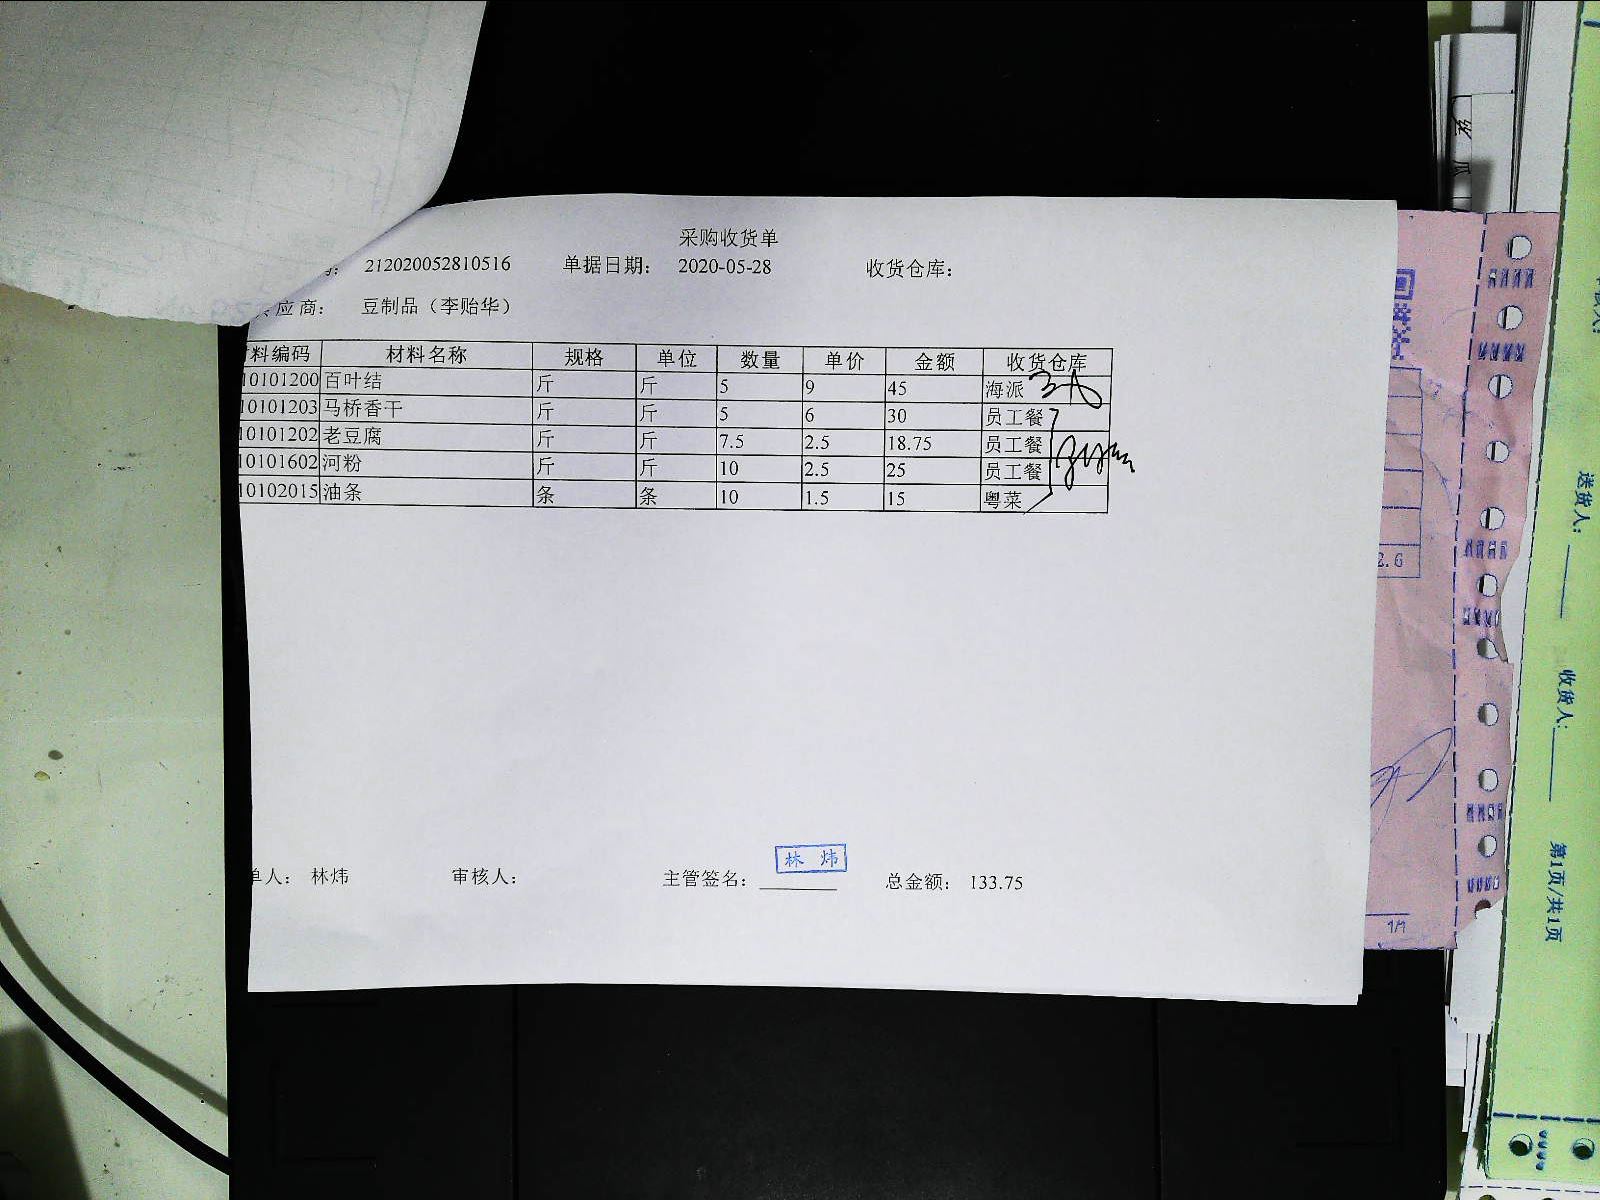 采购收货单
212020052810516 单据日期: 2020-05-28 收货仓库:
应商: 豆制品（李贻华）
料编码 材料名称 规格 单位 数量 单价 金额 收货仓库
10101200 百叶结 斤 斤 5 9 45 海派
10101203 马桥香干 斤 斤 5 6 30 员工餐
10101202 老豆腐 斤 斤 7.5 2.5 18.75 员工餐
10101602 河粉 斤 斤 10 2.5 25 员工餐
10102015 油条 条 条 10 1.5 15 粤菜
林炜
单人: 林炜 审核人: 主管签名: 总金额: 133.75
2.6
1/1
送货人:
收货人:
第1页/共1页